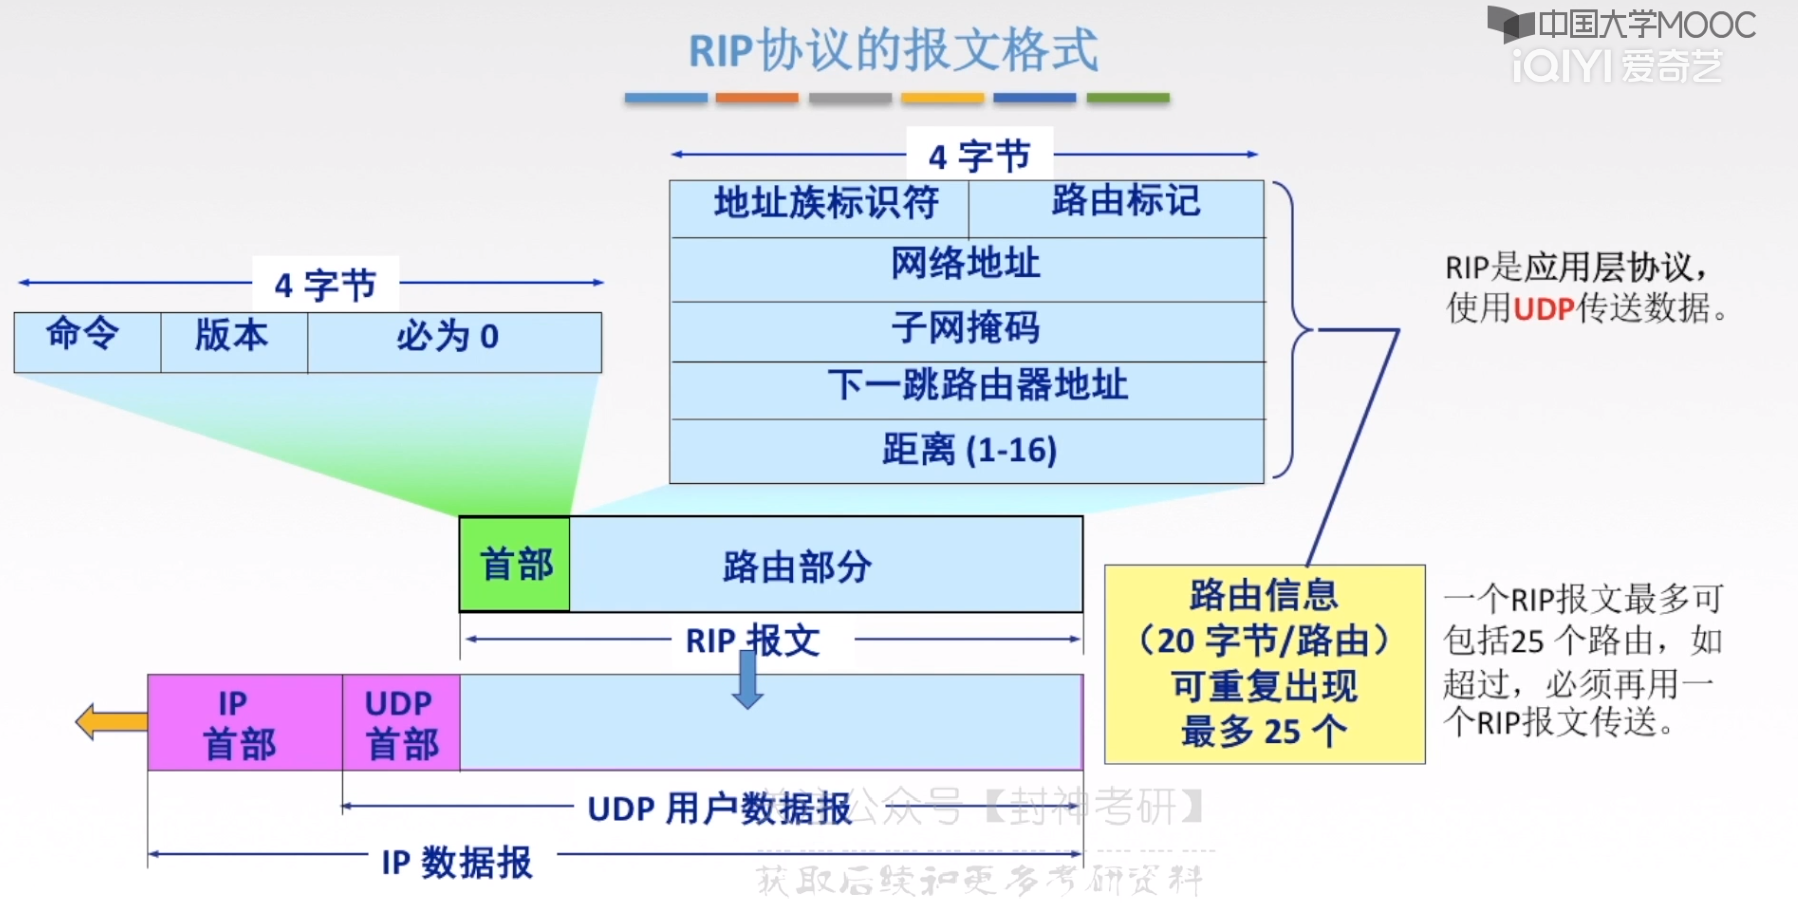 中国大学MOOC
iQIYI 爱奇艺
RIP协议的报文格式
4 字节
地址族标识符 路由标记
网络地址
子网掩码
下一跳路由器地址
距离 (1-16)
4 字节
命令 版本 必为 0
RIP是应用层协议，
使用UDP传送数据。
首部 路由部分
RIP 报文
路由信息
（20 字节/路由）
可重复出现
最多 25 个
一个RIP报文最多可
包括25 个路由，如
超过，必须再用一
个RIP报文传送。
IP
首部
UDP
首部
UDP 用户数据报
IP 数据报
关注公众号【封神考研】
获取后续和更多考研资料